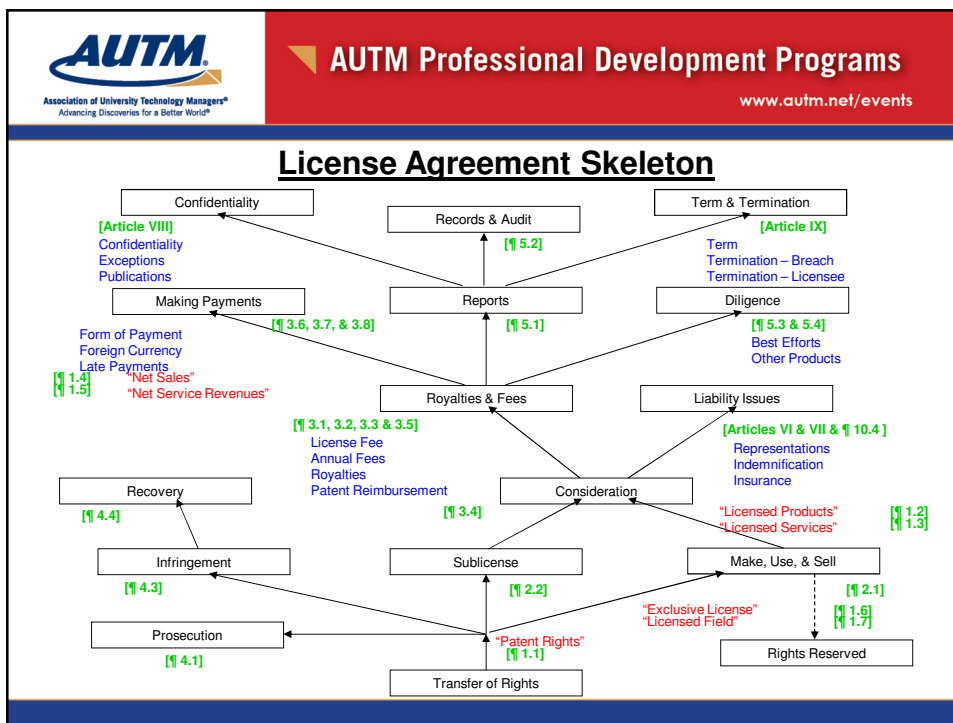 AUTM.
Association of University Technology Managers®
Advancing Discoveries for a Better World®
AUTM Professional Development Programs
www.autm.net/events
License Agreement Skeleton
Confidentiality
[Article VIII]
Confidentiality
Exceptions
Publications
Records & Audit
[¶ 5.2]
Term & Termination
[Article IX]
Term
Termination – Breach
Termination – Licensee
Making Payments
[¶ 3.6, 3.7, & 3.8]
Form of Payment
Foreign Currency
Late Payments
[¶ 1.4] “Net Sales”
[¶ 1.5] “Net Service Revenues”
Reports
[¶ 5.1]
Diligence
[¶ 5.3 & 5.4]
Best Efforts
Other Products
Royalties & Fees
[¶ 3.1, 3.2, 3.3 & 3.5]
License Fee
Annual Fees
Royalties
Patent Reimbursement
Liability Issues
[Articles VI & VII & ¶ 10.4 ]
Representations
Indemnification
Insurance
Recovery
[¶ 4.4]
Consideration
[¶ 3.4]
“Licensed Products” [¶ 1.2]
“Licensed Services” [¶ 1.3]
Infringement
[¶ 4.3]
Sublicense
[¶ 2.2]
Make, Use, & Sell
[¶ 2.1]
“Exclusive License” [¶ 1.6]
“Licensed Field” [¶ 1.7]
Prosecution
[¶ 4.1]
“Patent Rights”
[¶ 1.1]
Rights Reserved
Transfer of Rights